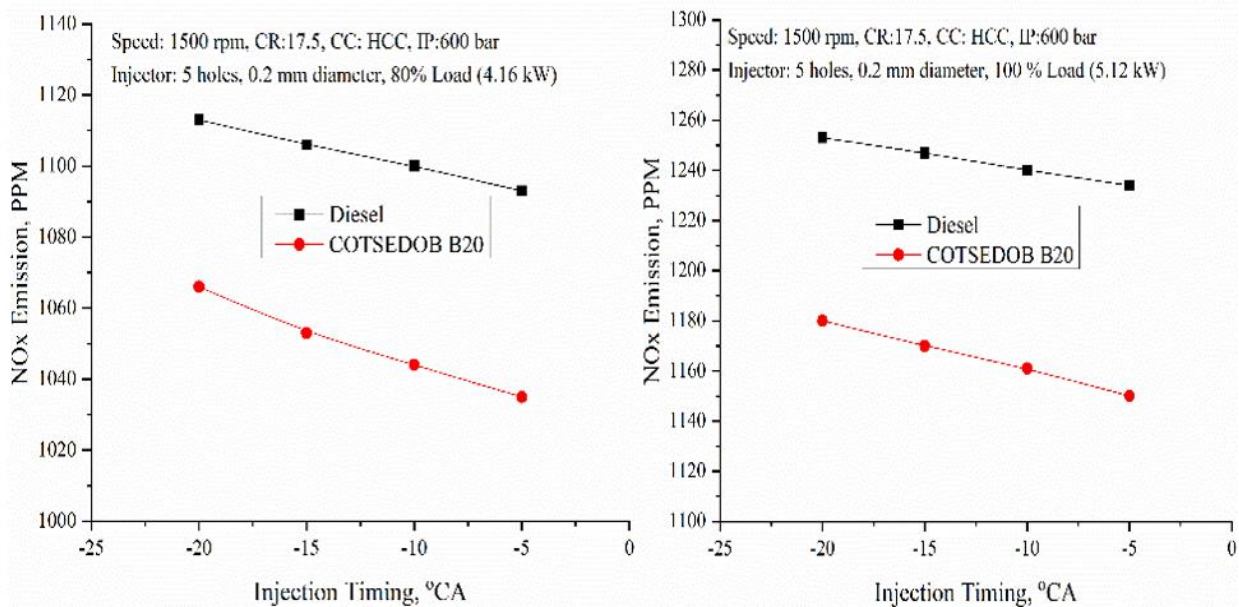 1140
1120
1100
1080
1060
1040
1020
1000
NOx Emission, PPM
Speed: 1500 rpm, CR:17.5, CC: HCC, IP:600 bar
Injector: 5 holes, 0.2 mm diameter, 80% Load (4.16 kW)
Diesel
COTSEDOB B20
-25 -20 -15 -10 -5 0
Injection Timing, ⁰CA
1300
1280
1260
1240
1220
1200
1180
1160
1140
1120
1100
NOx Emission, PPM
Speed: 1500 rpm, CR:17.5, CC: HCC, IP:600 bar
Injector: 5 holes, 0.2 mm diameter, 100 % Load (5.12 kW)
Diesel
COTSEDOB B20
-25 -20 -15 -10 -5 0
Injection Timing, ⁰CA